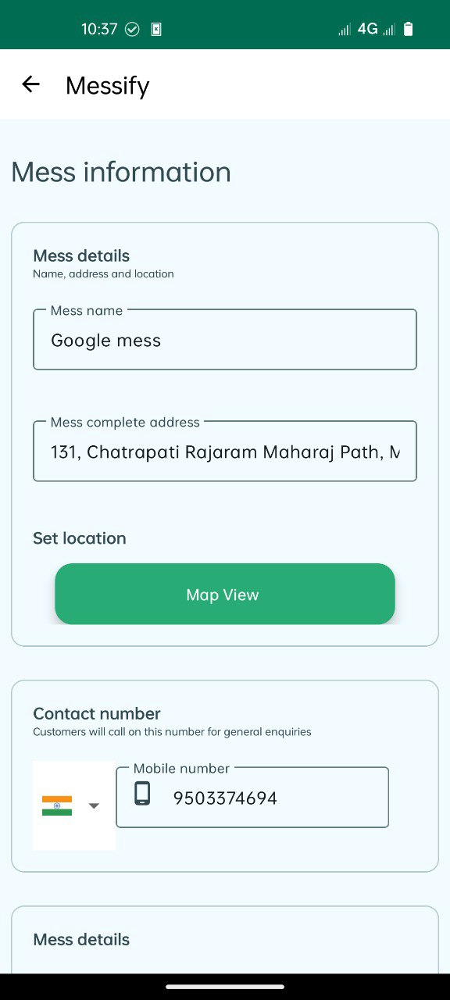 10:37
4G
Messify
Mess information
Mess details
Name, address and location
Mess name
Google mess
Mess complete address
131, Chatrapati Rajaram Maharaj Path, M
Set location
Map View
Contact number
Customers will call on this number for general enquiries
Mobile number
9503374694
Mess details